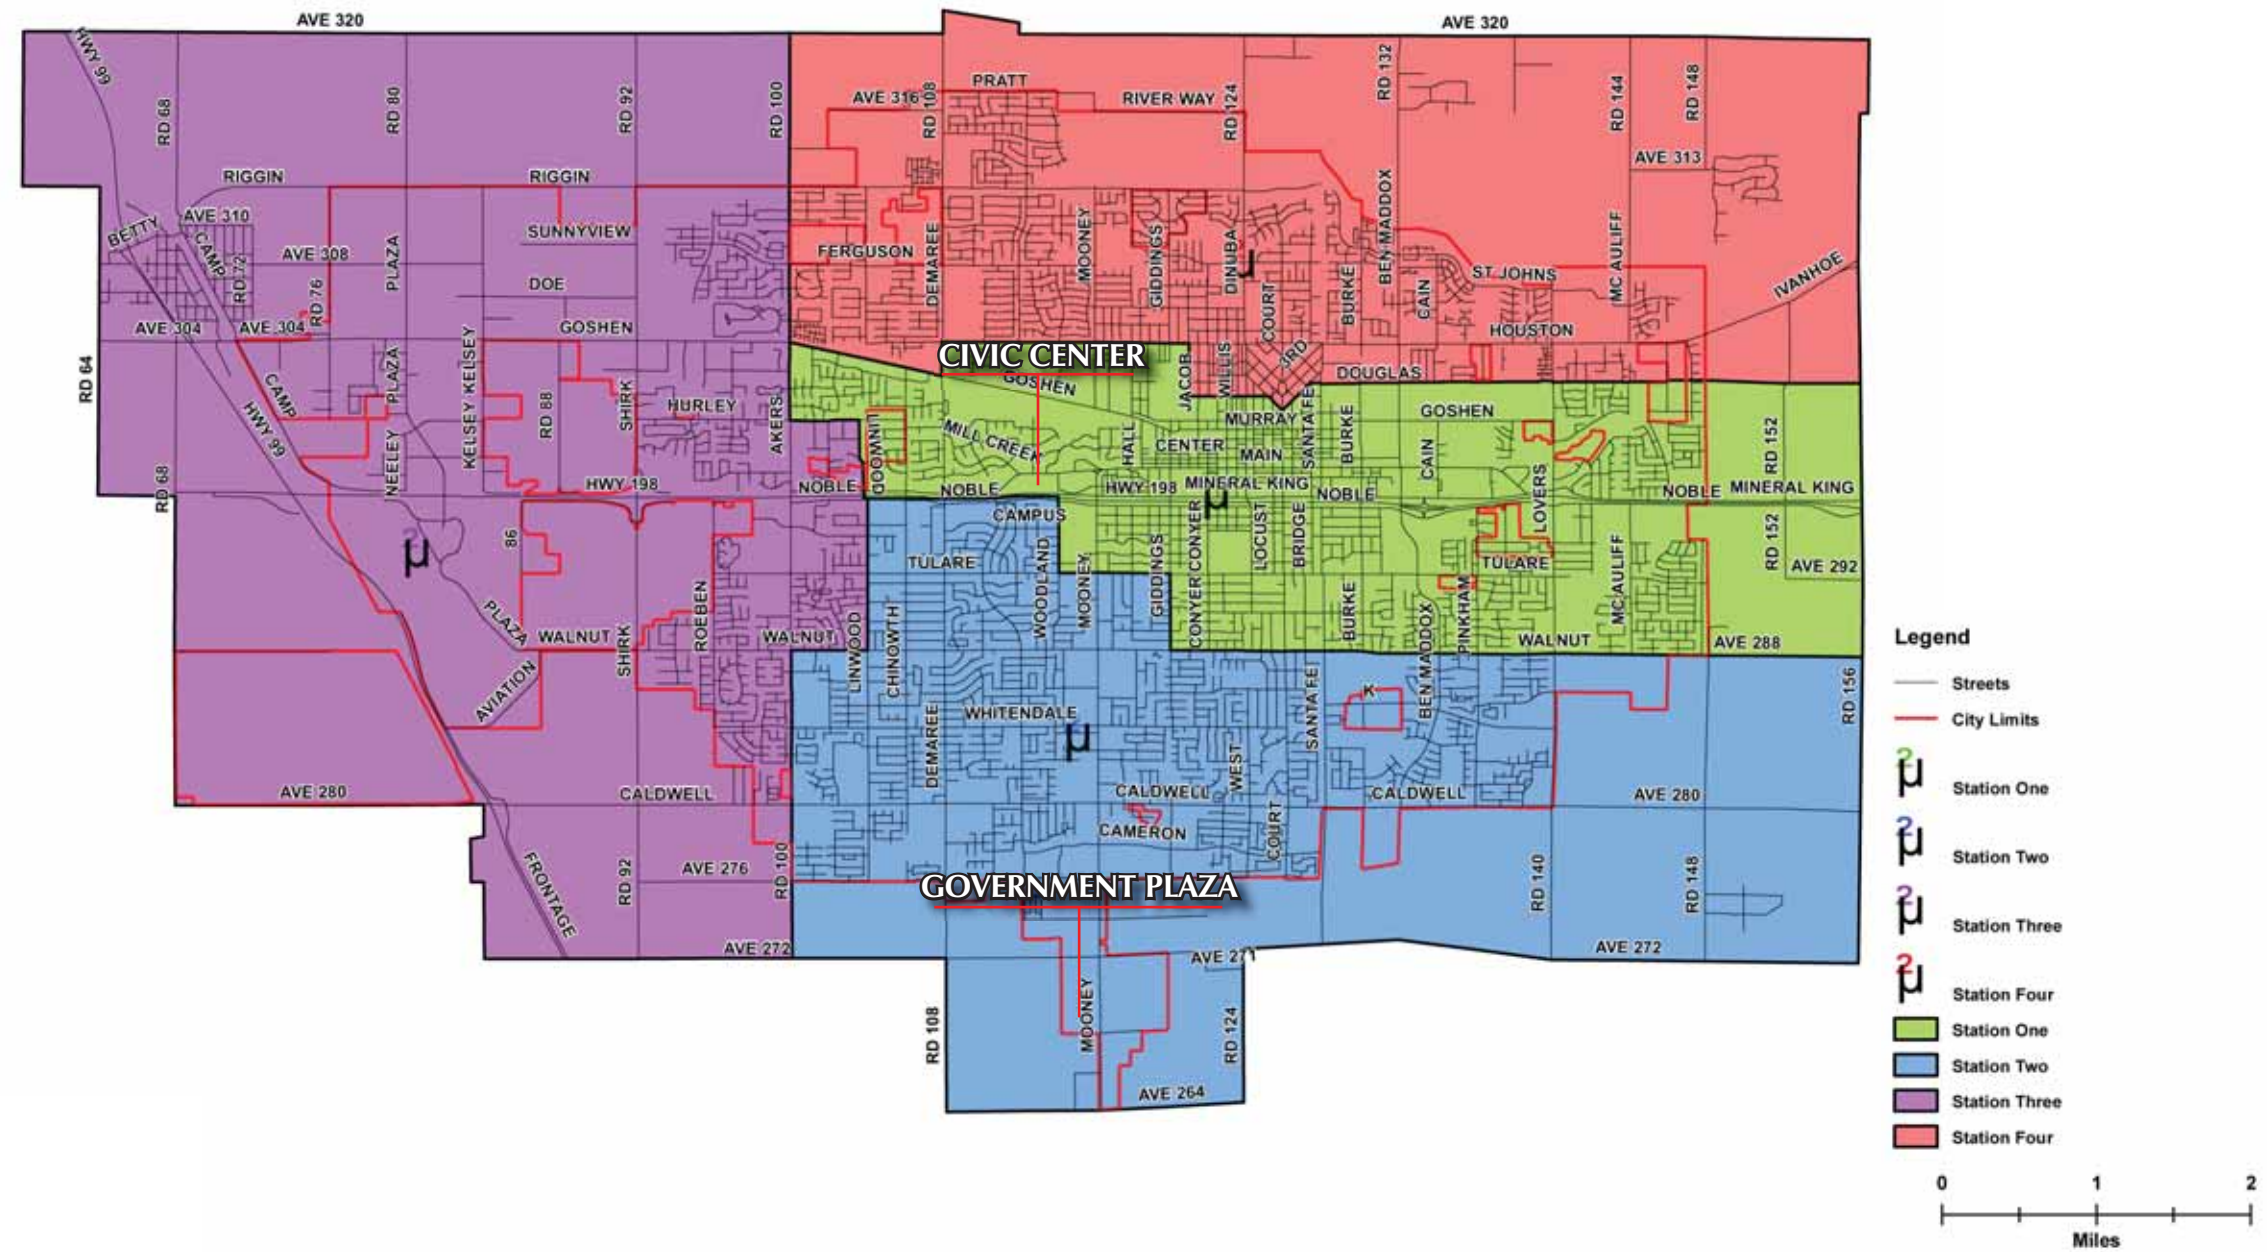 AVE 320
AVE 320
HWY 99
RD 68
RD 80
RD 92
RD 100
AVE 316
RD 108
PRATT
RIVER WAY
RD 124
RD 132
RD 144
RD 148
AVE 313
RIGGIN
RIGGIN
AVE 310
BETTY
CAMP
RD 72
AVE 308
SUNNYVIEW
PLAZA
DOE
RD 76
AVE 304
AVE 304
GOSHEN
FERGUSON
DEMAREE
MOONEY
GIDDINGS
DINUBA
µ
COURT
BURKE
BEN MADDOX
CAIN
ST JOHNS
MC AULIFF
IVANHOE
HOUSTON
RD 64
CIVIC CENTER
GOSHEN
JACOB
WILLIS
3RD
DOUGLAS
CAMP
HWY 99
PLAZA
KELSEY KELSEY
RD 88
SHIRK
HURLEY
AKERS
LINWOOD
MILL CREEK
HALL
CENTER
MURRAY
MAIN
SANTA FE
BURKE
GOSHEN
CAIN
RD 152
RD 68
NEELEY
HWY 198
NOBLE
NOBLE
HWY 198
MINERAL KING
NOBLE
LOVERS
NOBLE
MINERAL KING
µ
CAMPUS
2
µ
86
TULARE
WOODLAND
MOONEY
GIDDINGS
CONYER CONYER
LOCUST
BRIDGE
TULARE
MC AULIFF
RD 152
AVE 292
PLAZA
WALNUT
SHIRK
ROEBEN
WALNUT
LINWOOD
CHINOWTH
BURKE
BEN MADDOX
PINKHAM
WALNUT
AVE 288
AVIATION
DEMAREE
WHITENDALE
µ
WEST
SANTA FE
K
RD 156
AVE 280
CALDWELL
CALDWELL
CALDWELL
AVE 280
CAMERON
COURT
FRONTAGE
RD 92
AVE 276
RD 100
GOVERNMENT PLAZA
RD 140
RD 148
AVE 272
AVE 271
AVE 272
RD 108
MOONEY
RD 124
AVE 264
Legend
Streets
City Limits
2
µ Station One
2
µ Station Two
2
µ Station Three
2
µ Station Four
Station One
Station Two
Station Three
Station Four
0 1 2
Miles